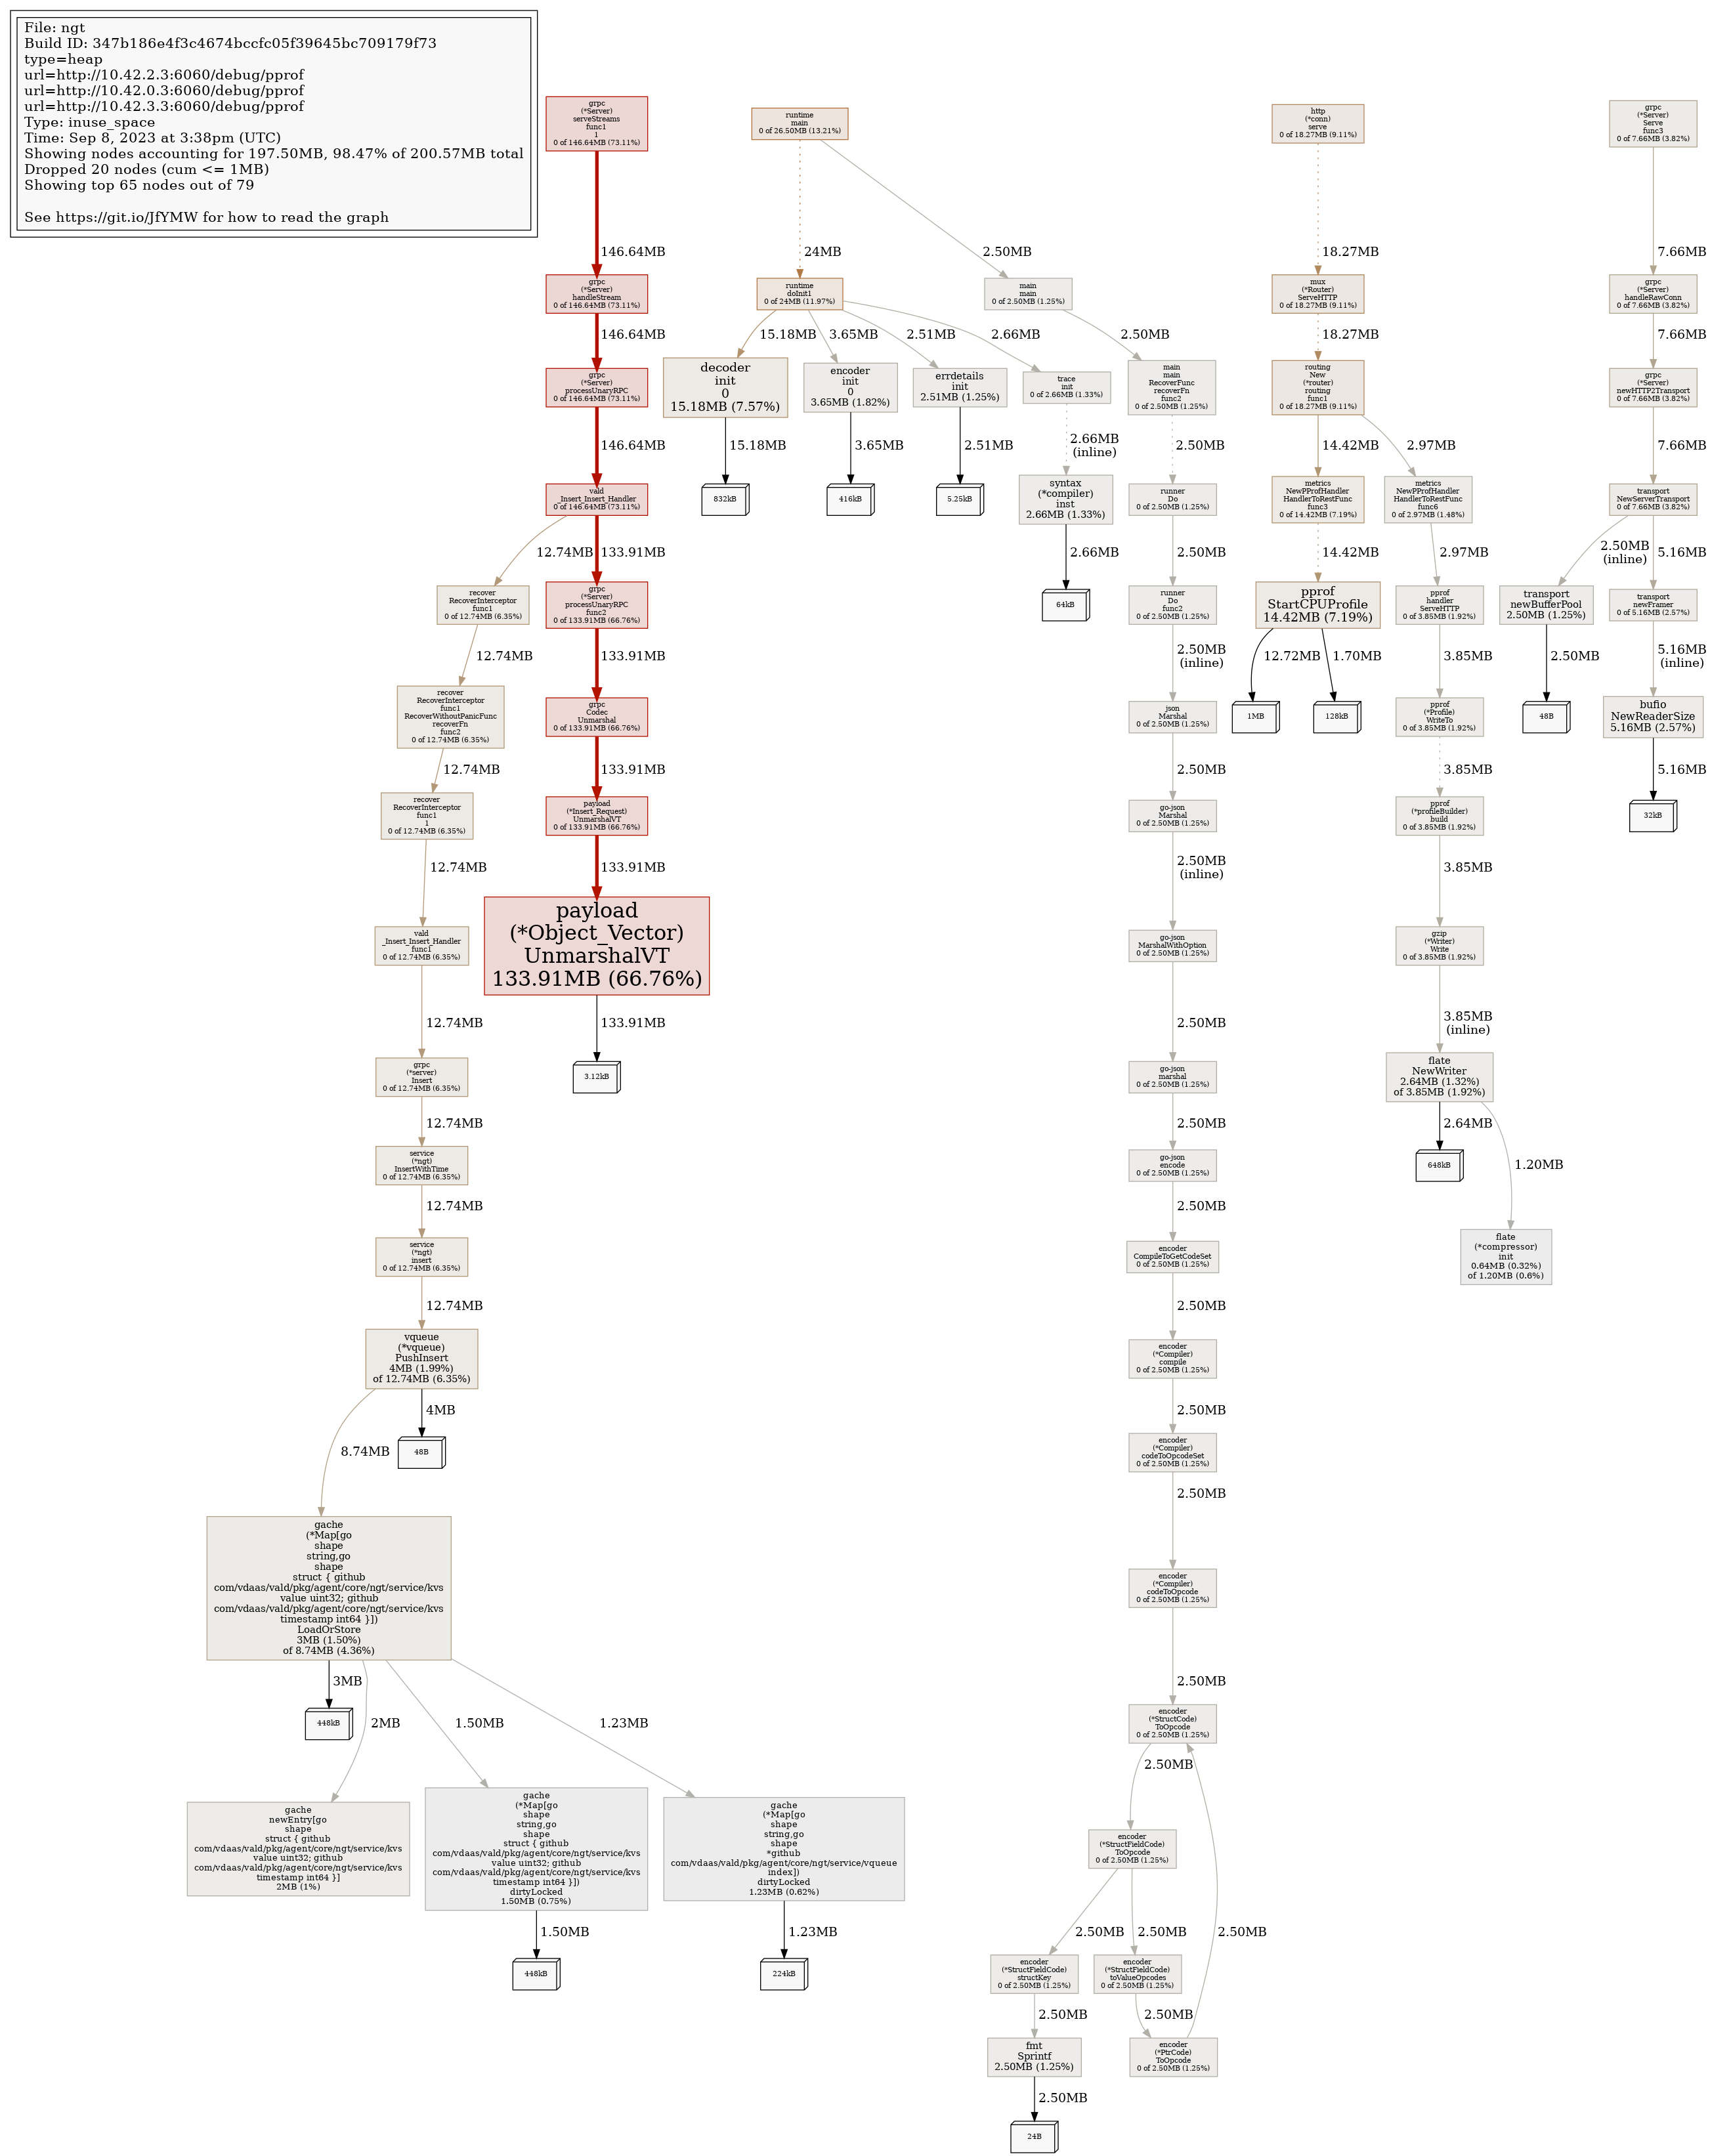 File: ngt
Build ID: 347b186e4f3c4674bccfc05f39645bc709179f73
type=heap
url=http://10.42.2.3:6060/debug/pprof
url=http://10.42.0.3:6060/debug/pprof
url=http://10.42.3.3:6060/debug/pprof
Type: inuse_space
Time: Sep 8, 2023 at 3:38pm (UTC)
Showing nodes accounting for 197.50MB, 98.47% of 200.57MB total
Dropped 20 nodes (cum <= 1MB)
Showing top 65 nodes out of 79
See https://git.io/JfYMW for how to read the graph
grpc
(*Server)
serveStreams
func1
1
0 of 146.64MB (73.11%)
146.64MB
grpc
(*Server)
handleStream
0 of 146.64MB (73.11%)
146.64MB
grpc
(*Server)
processUnaryRPC
0 of 146.64MB (73.11%)
146.64MB
vald
_Insert_Insert_Handler
0 of 146.64MB (73.11%)
12.74MB
133.91MB
recover
RecoverInterceptor
func1
0 of 12.74MB (6.35%)
12.74MB
recover
RecoverInterceptor
func1
RecoverWithoutPanicFunc
recoverFn
func2
0 of 12.74MB (6.35%)
12.74MB
recover
RecoverInterceptor
func1
1
0 of 12.74MB (6.35%)
12.74MB
vald
_Insert_Insert_Handler
func1
0 of 12.74MB (6.35%)
12.74MB
grpc
(*server)
Insert
0 of 12.74MB (6.35%)
12.74MB
service
(*ngt)
InsertWithTime
0 of 12.74MB (6.35%)
12.74MB
service
(*ngt)
insert
0 of 12.74MB (6.35%)
12.74MB
vqueue
(*vqueue)
PushInsert
4MB (1.99%)
of 12.74MB (6.35%)
8.74MB
4MB
48B
gache
(*Map[go
shape
string,go
shape
struct { github
com/vdaas/vald/pkg/agent/core/ngt/service/kvs
value uint32; github
com/vdaas/vald/pkg/agent/core/ngt/service/kvs
timestamp int64 }])
LoadOrStore
3MB (1.50%)
of 8.74MB (4.36%)
3MB
448kB
2MB
1.50MB
1.23MB
gache
newEntry[go
shape
struct { github
com/vdaas/vald/pkg/agent/core/ngt/service/kvs
value uint32; github
com/vdaas/vald/pkg/agent/core/ngt/service/kvs
timestamp int64 }]
2MB (1%)
gache
(*Map[go
shape
string,go
shape
struct { github
com/vdaas/vald/pkg/agent/core/ngt/service/kvs
value uint32; github
com/vdaas/vald/pkg/agent/core/ngt/service/kvs
timestamp int64 }])
dirtyLocked
1.50MB (0.75%)
1.50MB
448kB
gache
(*Map[go
shape
string,go
shape
*github
com/vdaas/vald/pkg/agent/core/ngt/service/vqueue
index])
dirtyLocked
1.23MB (0.62%)
1.23MB
224kB
grpc
(*Server)
processUnaryRPC
func2
0 of 133.91MB (66.76%)
133.91MB
grpc
Codec
Unmarshal
0 of 133.91MB (66.76%)
133.91MB
payload
(*Insert_Request)
UnmarshalVT
0 of 133.91MB (66.76%)
133.91MB
payload
(*Object_Vector)
UnmarshalVT
133.91MB (66.76%)
133.91MB
3.12kB
runtime
main
0 of 26.50MB (13.21%)
24MB
2.50MB
runtime
doInit1
0 of 24MB (11.97%)
15.18MB
3.65MB
2.51MB
2.66MB
decoder
init
0
15.18MB (7.57%)
15.18MB
832kB
encoder
init
0
3.65MB (1.82%)
3.65MB
416kB
errdetails
init
2.51MB (1.25%)
2.51MB
5.25kB
trace
init
0 of 2.66MB (1.33%)
2.66MB
(inline)
syntax
(*compiler)
inst
2.66MB (1.33%)
2.66MB
64kB
main
main
0 of 2.50MB (1.25%)
2.50MB
main
main
RecoverFunc
recoverFn
func2
0 of 2.50MB (1.25%)
2.50MB
runner
Do
0 of 2.50MB (1.25%)
2.50MB
runner
Do
func2
0 of 2.50MB (1.25%)
2.50MB
(inline)
json
Marshal
0 of 2.50MB (1.25%)
2.50MB
go-json
Marshal
0 of 2.50MB (1.25%)
2.50MB
(inline)
go-json
MarshalWithOption
0 of 2.50MB (1.25%)
2.50MB
go-json
marshal
0 of 2.50MB (1.25%)
2.50MB
go-json
encode
0 of 2.50MB (1.25%)
2.50MB
encoder
CompileToGetCodeSet
0 of 2.50MB (1.25%)
2.50MB
encoder
(*Compiler)
compile
0 of 2.50MB (1.25%)
2.50MB
encoder
(*Compiler)
codeToOpcodeSet
0 of 2.50MB (1.25%)
2.50MB
encoder
(*Compiler)
codeToOpcode
0 of 2.50MB (1.25%)
2.50MB
encoder
(*StructCode)
ToOpcode
0 of 2.50MB (1.25%)
2.50MB
encoder
(*StructFieldCode)
ToOpcode
0 of 2.50MB (1.25%)
2.50MB
2.50MB
2.50MB
encoder
(*StructFieldCode)
structKey
0 of 2.50MB (1.25%)
2.50MB
encoder
(*StructFieldCode)
toValueOpcodes
0 of 2.50MB (1.25%)
2.50MB
fmt
Sprintf
2.50MB (1.25%)
2.50MB
24B
encoder
(*PtrCode)
ToOpcode
0 of 2.50MB (1.25%)
http
(*conn)
serve
0 of 18.27MB (9.11%)
18.27MB
mux
(*Router)
ServeHTTP
0 of 18.27MB (9.11%)
18.27MB
routing
New
(*router)
routing
func1
0 of 18.27MB (9.11%)
14.42MB
2.97MB
metrics
NewPProfHandler
HandlerToRestFunc
func3
0 of 14.42MB (7.19%)
14.42MB
pprof
StartCPUProfile
14.42MB (7.19%)
12.72MB
1.70MB
1MB
128kB
metrics
NewPProfHandler
HandlerToRestFunc
func6
0 of 2.97MB (1.48%)
2.97MB
pprof
handler
ServeHTTP
0 of 3.85MB (1.92%)
3.85MB
pprof
(*Profile)
WriteTo
0 of 3.85MB (1.92%)
3.85MB
pprof
(*profileBuilder)
build
0 of 3.85MB (1.92%)
3.85MB
gzip
(*Writer)
Write
0 of 3.85MB (1.92%)
3.85MB
(inline)
flate
NewWriter
2.64MB (1.32%)
of 3.85MB (1.92%)
2.64MB
1.20MB
648kB
flate
(*compressor)
init
0.64MB (0.32%)
of 1.20MB (0.6%)
grpc
(*Server)
Serve
func3
0 of 7.66MB (3.82%)
7.66MB
grpc
(*Server)
handleRawConn
0 of 7.66MB (3.82%)
7.66MB
grpc
(*Server)
newHTTP2Transport
0 of 7.66MB (3.82%)
7.66MB
transport
NewServerTransport
0 of 7.66MB (3.82%)
2.50MB
(inline)
5.16MB
transport
newBufferPool
2.50MB (1.25%)
2.50MB
48B
transport
newFramer
0 of 5.16MB (2.57%)
5.16MB
(inline)
bufio
NewReaderSize
5.16MB (2.57%)
5.16MB
32kB